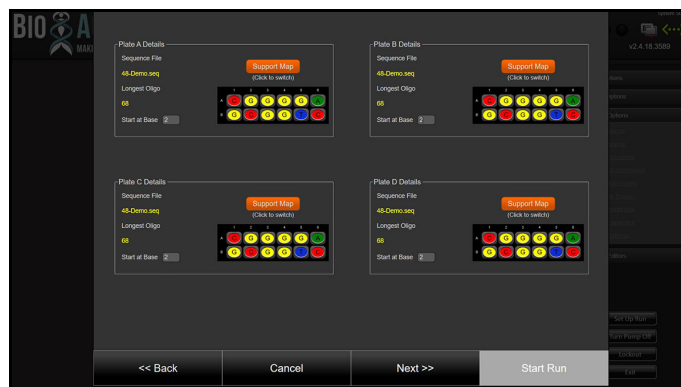 BIO A
MAKI
v2.4.18.3588
Plate A Details
Sequence File
48-Demo.seq
Longest Oligo
68
Start at Base 2
Support Map
(Click to switch)
1 2 3 4 5 6
A C G G G G A
B G C G G T C
Plate B Details
Sequence File
48-Demo.seq
Longest Oligo
68
Start at Base 2
Support Map
(Click to switch)
1 2 3 4 5 6
A C G G G G A
B G C G G T C
Plate C Details
Sequence File
48-Demo.seq
Longest Oligo
68
Start at Base 2
Support Map
(Click to switch)
1 2 3 4 5 6
A C G G G G A
B G C G G T C
Plate D Details
Sequence File
48-Demo.seq
Longest Oligo
68
Start at Base 2
Support Map
(Click to switch)
1 2 3 4 5 6
A C G G G G A
B G C G G T C
Set Up Run
Turn Pump Off
Lockout
Exit
<< Back
Cancel
Next >>
Start Run